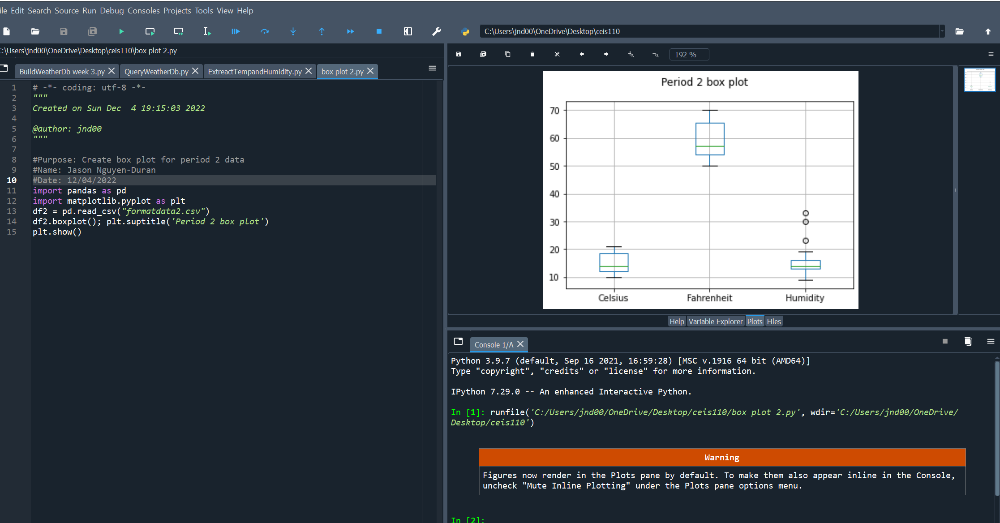 ile Edit Search Source Run Debug Consoles Projects Tools View Help
C:\Users\jnd00\OneDrive\Desktop\ceis110
C:\Users\jnd00\OneDrive\Desktop\ceis110\box plot 2.py
BuildWeatherDb week 3.py QueryWeatherDb.py ExtreactTempandHumidity.py box plot 2.py
1 # -*- coding: utf-8 -*-
2 """
3 Created on Sun Dec  4 19:15:03 2022
4
5 @author: jnd00
6 """
7
8 #Purpose: Create box plot for period 2 data
9 #Name: Jason Nguyen-Duran
10 #Date: 12/04/2022
11 import pandas as pd
12 import matplotlib.pyplot as plt
13 df2 = pd.read_csv("formatdata2.csv")
14 df2.boxplot(); plt.suptitle('Period 2 box plot')
15 plt.show()
192 %
Period 2 box plot
70
60
50
40
30
20
10
Celsius Fahrenheit Humidity
Help Variable Explorer Plots Files
Console 1/A
Python 3.9.7 (default, Sep 16 2021, 16:59:28) [MSC v.1916 64 bit (AMD64)]
Type "copyright", "credits" or "license" for more information.
IPython 7.29.0 -- An enhanced Interactive Python.
In [1]: runfile('C:/Users/jnd00/OneDrive/Desktop/ceis110/box plot 2.py', wdir='C:/Users/jnd00/OneDrive/
Desktop/ceis110')
Warning
Figures now render in the Plots pane by default. To make them also appear inline in the Console,
uncheck "Mute Inline Plotting" under the Plots pane options menu.
In [2]: